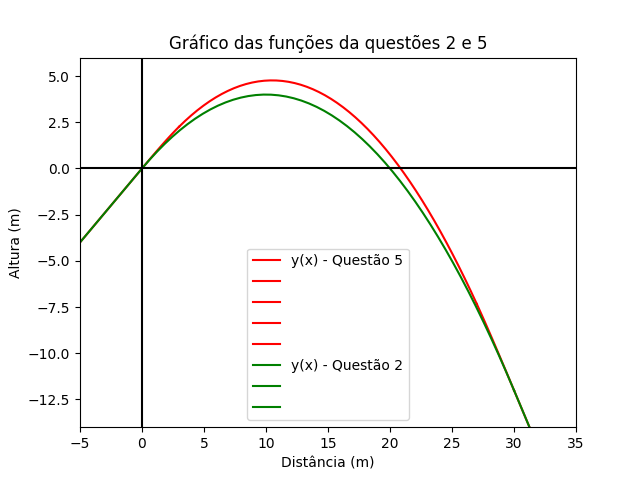 Gráfico das funções da questões 2 e 5
5.0
2.5
0.0
−2.5
−5.0
−7.5
−10.0
−12.5
Altura (m)
y(x) - Questão 5
y(x) - Questão 2
−5 0 5 10 15 20 25 30 35
Distância (m)